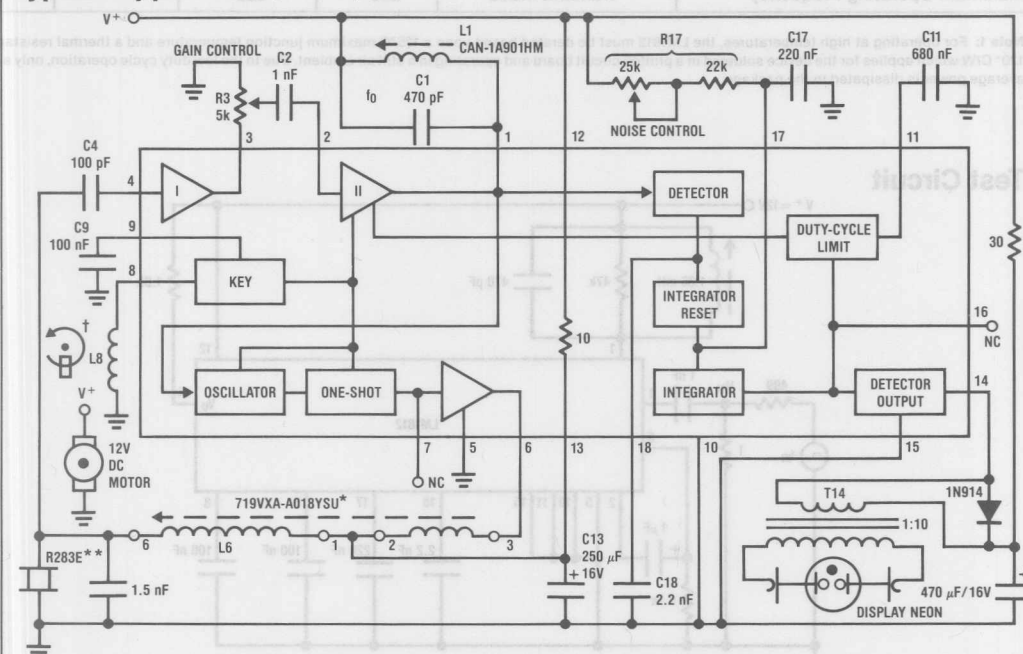 V+
L1
CAN-1A901HM
GAIN CONTROL
C2
1 nF
R3
5k
f0
C1
470 pF
R17
25k
22k
NOISE CONTROL
C17
220 nF
C11
680 nF
3
2
1
12
17
11
C4
100 pF
4
I
II
DETECTOR
DUTY-CYCLE
LIMIT
30
C9
100 nF
9
8
KEY
INTEGRATOR
RESET
10
16
NC
†
L8
V+
OSCILLATOR
ONE-SHOT
INTEGRATOR
DETECTOR
OUTPUT
14
12V
DC
MOTOR
7
NC
5
6
13
18
10
15
719VXA-A018YSU*
6
L6
1
2
3
T14
1:10
1N914
R283E**
1.5 nF
C13
250 µF
+ 16V
C18
2.2 nF
DISPLAY NEON
470 µF/16V
+
Test Circuit